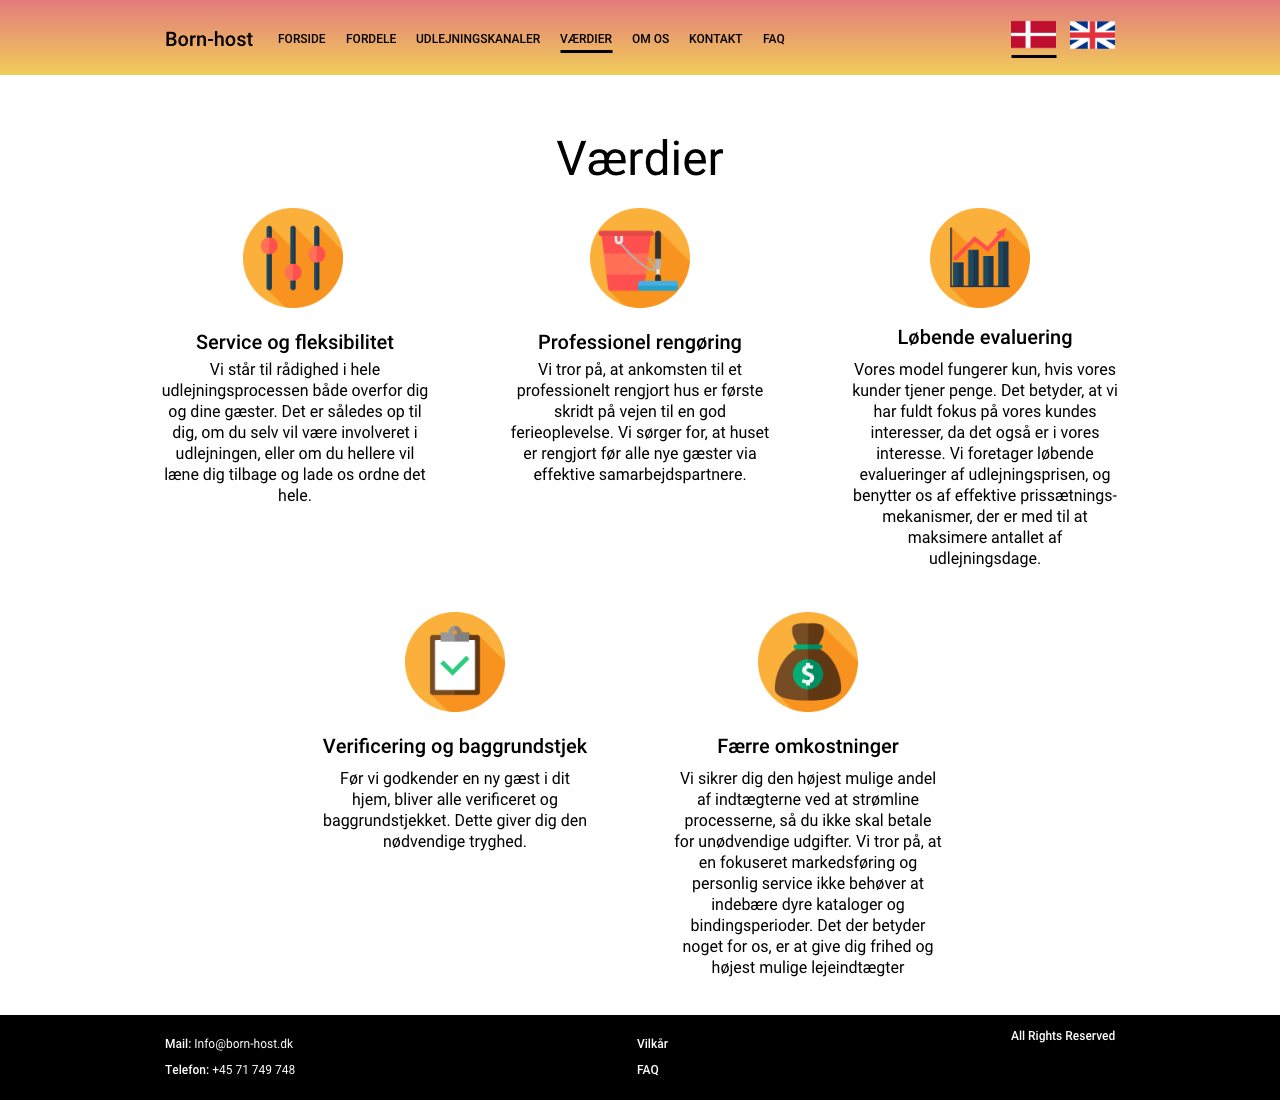 Born-host FORSIDE FORDELE UDLEJNINGSKANALER VÆRDIER OM OS KONTAKT FAQ
Værdier
Service og fleksibilitet
Vi står til rådighed i hele
udlejningsprocessen både overfor dig
og dine gæster. Det er således op til
dig, om du selv vil være involveret i
udlejningen, eller om du hellere vil
læne dig tilbage og lade os ordne det
hele.
Professionel rengøring
Vi tror på, at ankomsten til et
professionelt rengjort hus er første
skridt på vejen til en god
ferieoplevelse. Vi sørger for, at huset
er rengjort før alle nye gæster via
effektive samarbejdspartnere.
Løbende evaluering
Vores model fungerer kun, hvis vores
kunder tjener penge. Det betyder, at vi
har fuldt fokus på vores kundes
interesser, da det også er i vores
interesse. Vi foretager løbende
evalueringer af udlejningsprisen, og
benytter os af effektive prissætnings-
mekanismer, der er med til at
maksimere antallet af
udlejningsdage.
$
Verificering og baggrundstjek
Før vi godkender en ny gæst i dit
hjem, bliver alle verificeret og
baggrundstjekket. Dette giver dig den
nødvendige tryghed.
Færre omkostninger
Vi sikrer dig den højest mulige andel
af indtægterne ved at strømline
processerne, så du ikke skal betale
for unødvendige udgifter. Vi tror på, at
en fokuseret markedsføring og
personlig service ikke behøver at
indebære dyre kataloger og
bindingsperioder. Det der betyder
noget for os, er at give dig frihed og
højest mulige lejeindtægter
Mail: Info@born-host.dk
Telefon: +45 71 749 748
Vilkår
FAQ
All Rights Reserved